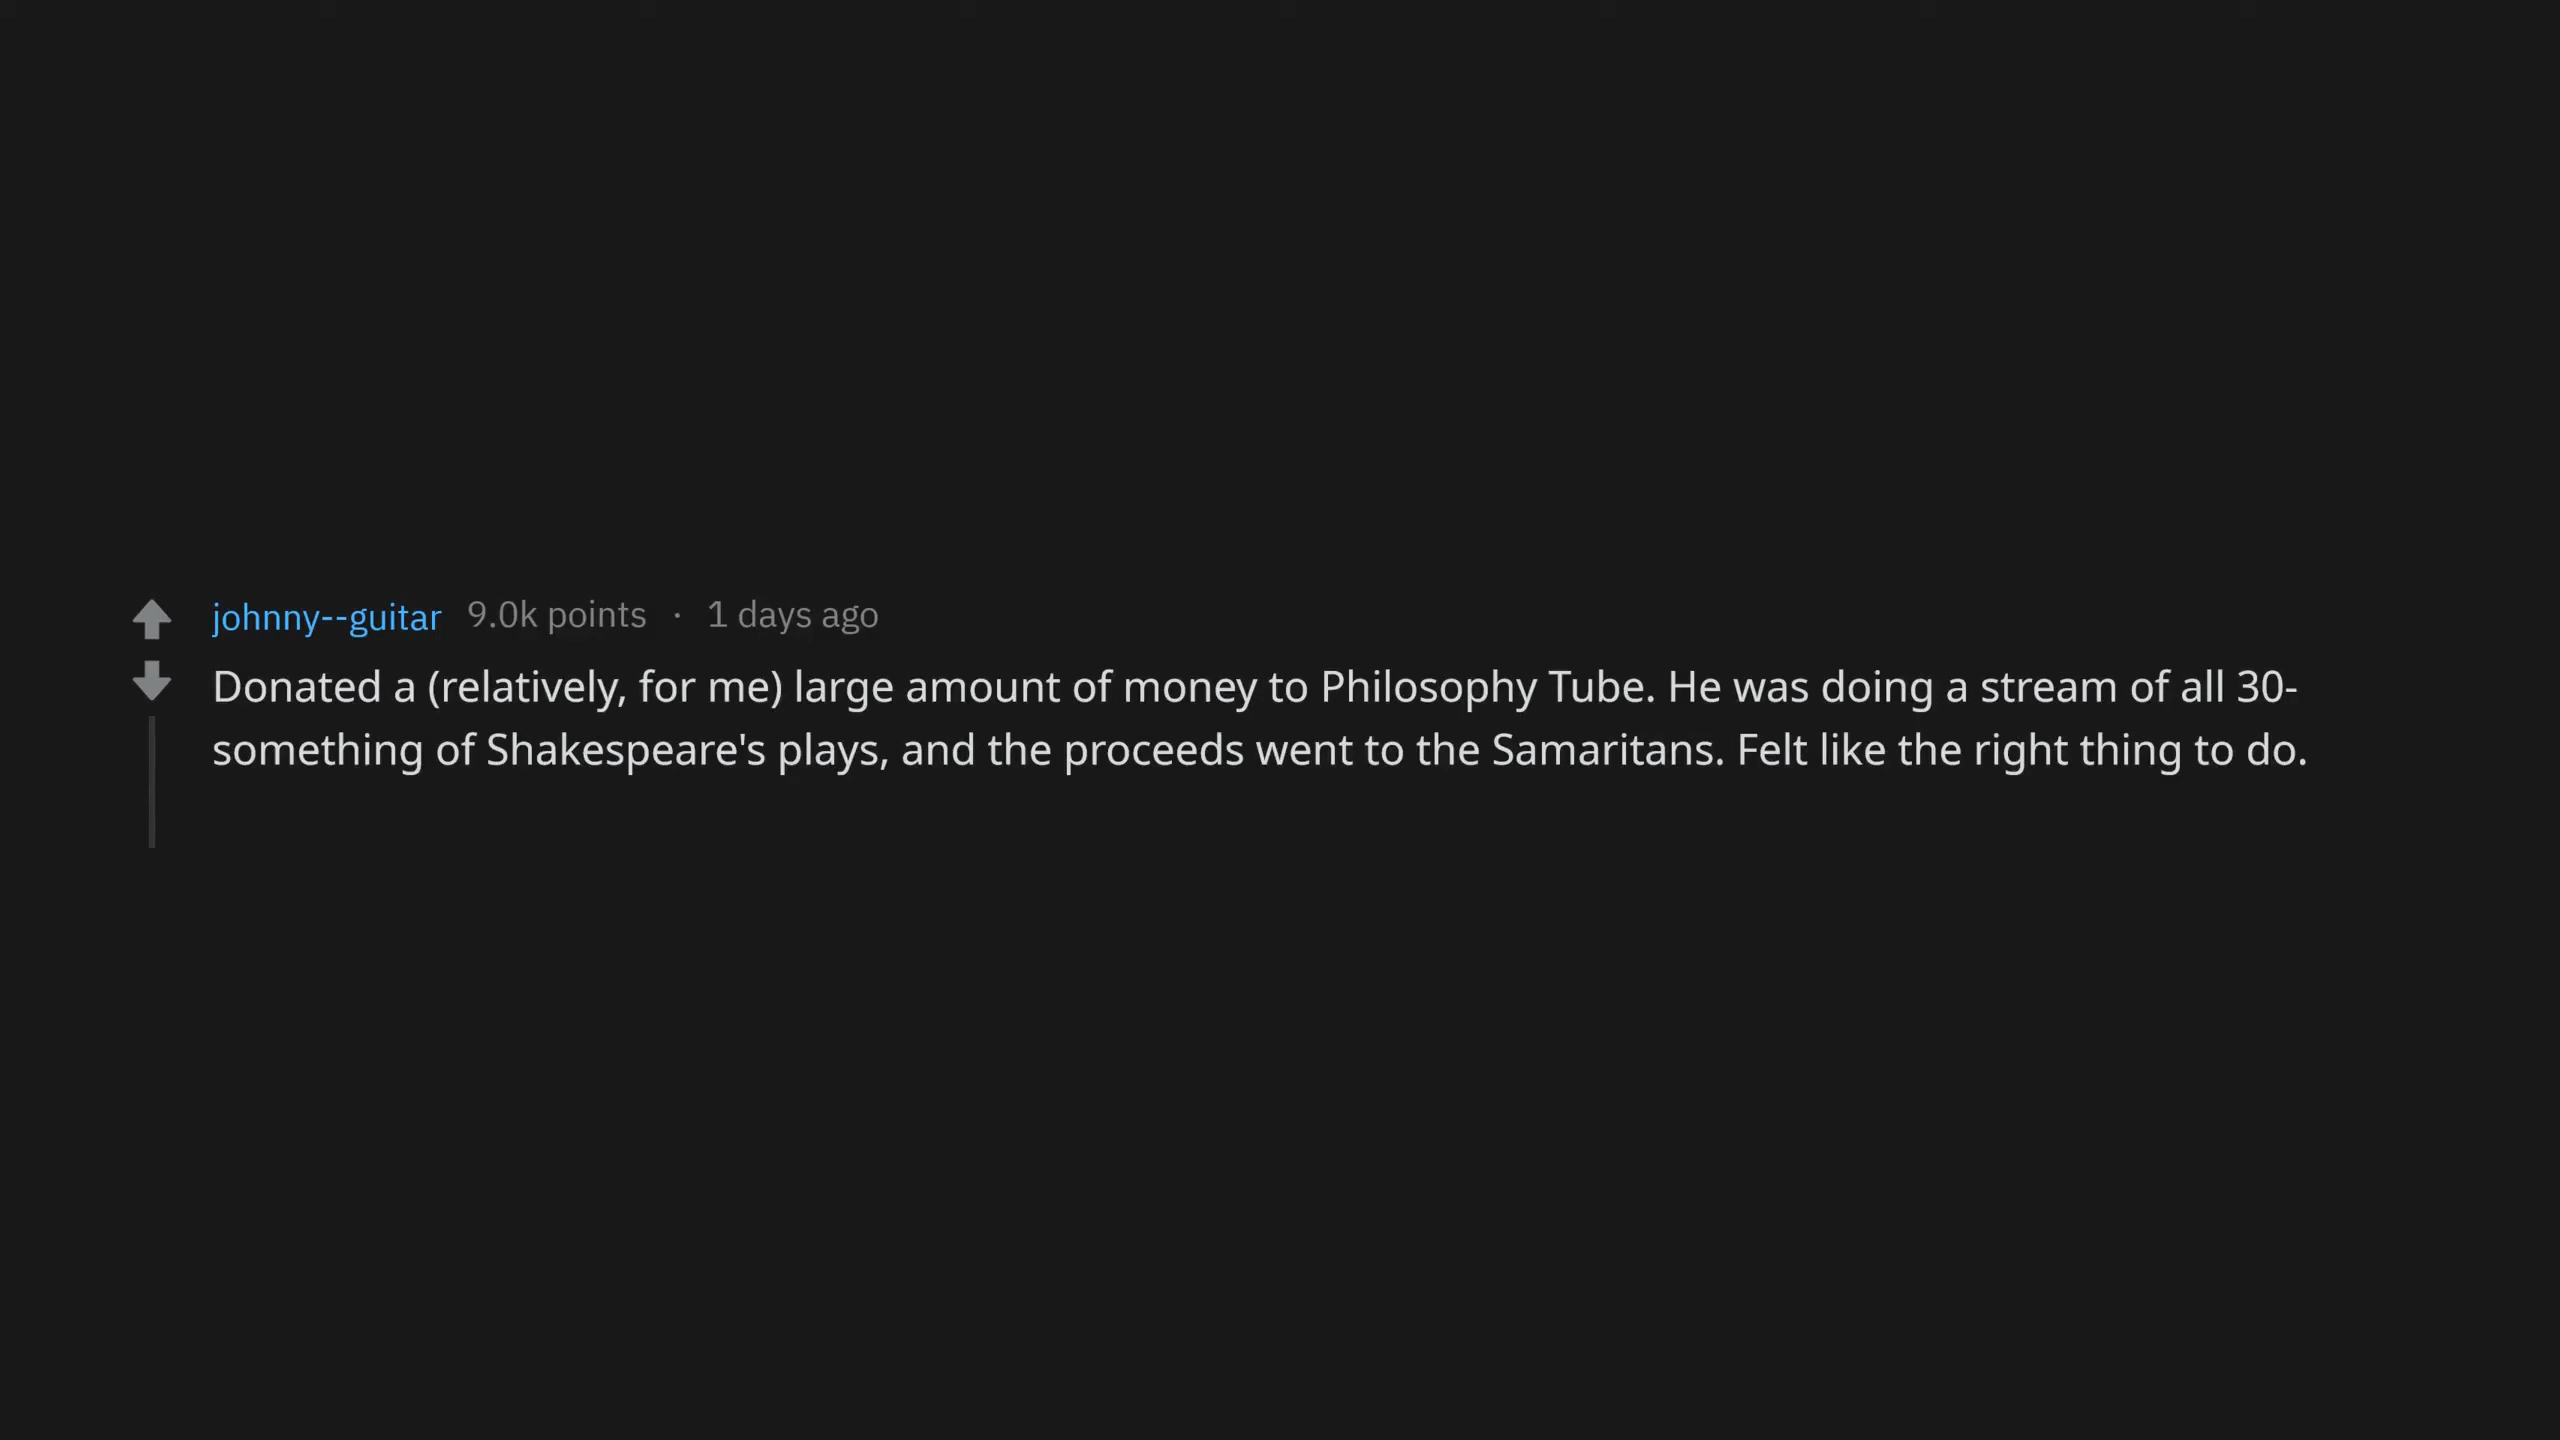 johnny--guitar 9.0k points · 1 days ago
Donated a (relatively, for me) large amount of money to Philosophy Tube. He was doing a stream of all 30-
something of Shakespeare's plays, and the proceeds went to the Samaritans. Felt like the right thing to do.